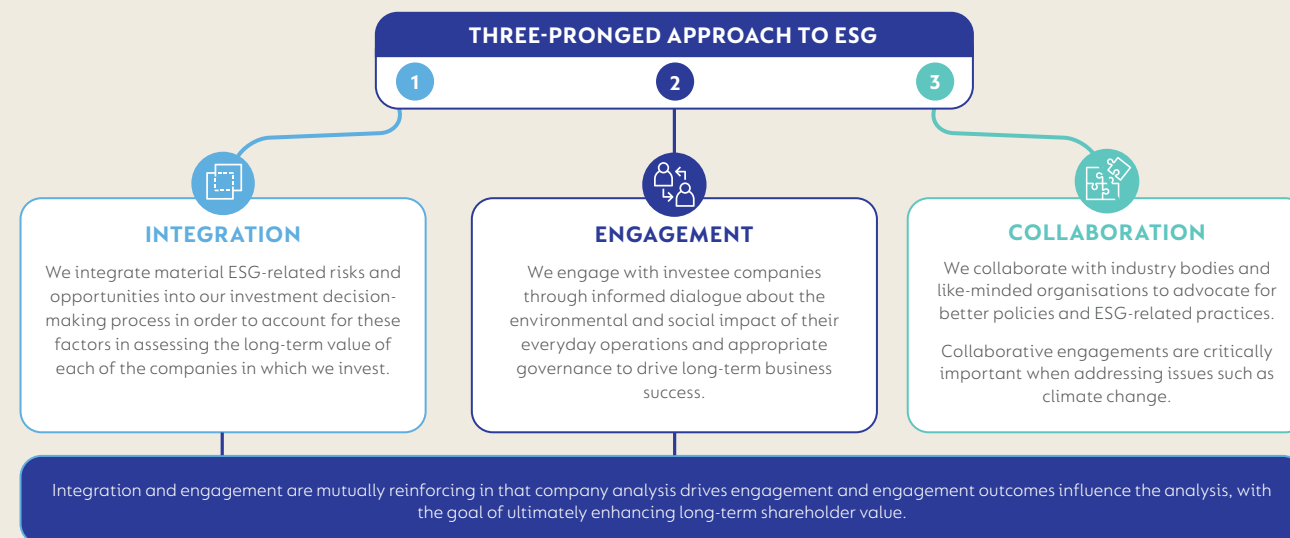 THREE-PRONGED APPROACH TO ESG
1
2
3
INTEGRATION
We integrate material ESG-related risks and
opportunities into our investment decision-
making process in order to account for these
factors in assessing the long-term value of
each of the companies in which we invest.
ENGAGEMENT
We engage with investee companies
through informed dialogue about the
environmental and social impact of their
everyday operations and appropriate
governance to drive long-term business
success.
COLLABORATION
We collaborate with industry bodies and
like-minded organisations to advocate for
better policies and ESG-related practices.
Collaborative engagements are critically
important when addressing issues such as
climate change.
Integration and engagement are mutually reinforcing in that company analysis drives engagement and engagement outcomes influence the analysis, with
the goal of ultimately enhancing long-term shareholder value.